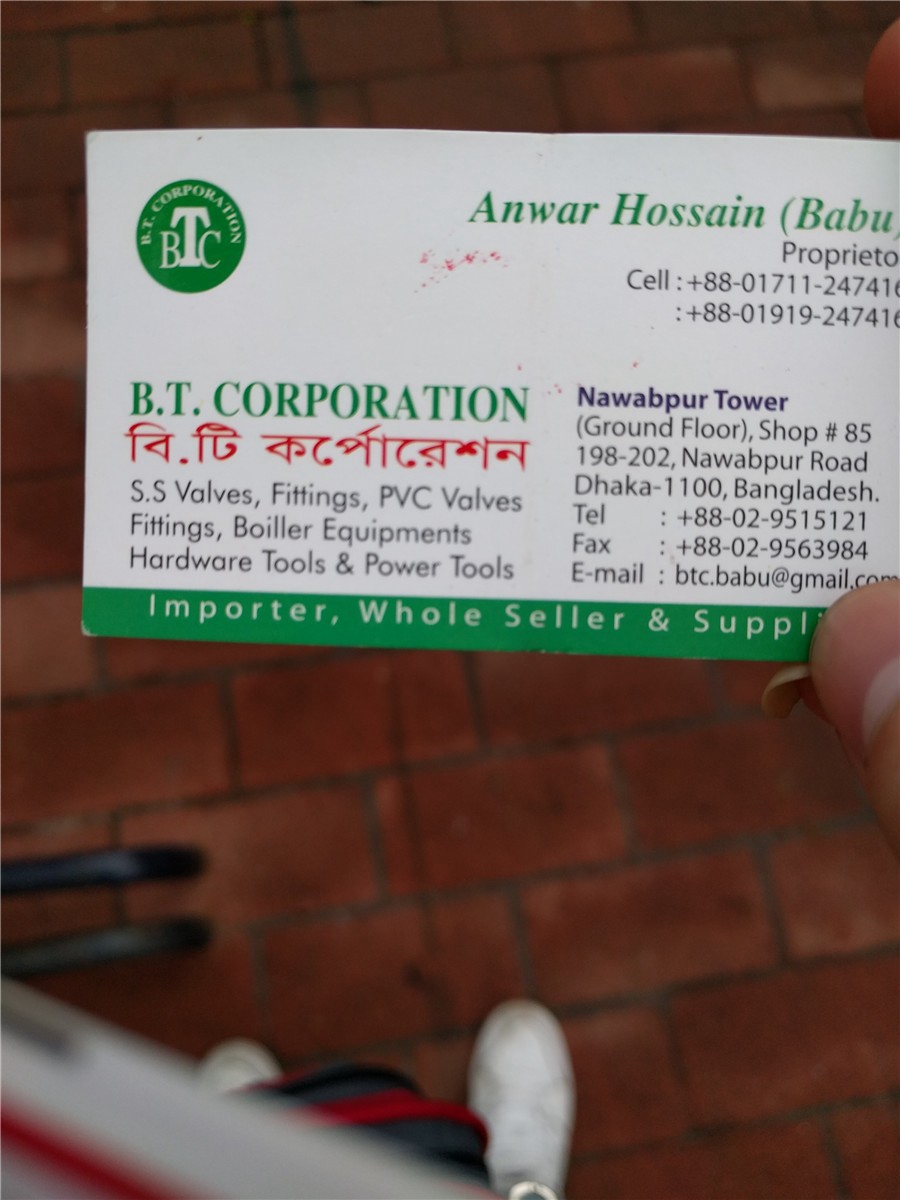 B.T. CORPORATION
BTC
Anwar Hossain (Babu)
Proprieto
Cell : +88-01711-247416
: +88-01919-247416
B.T. CORPORATION
বি.টি কর্পোরেশন
S.S Valves, Fittings, PVC Valves
Fittings, Boiller Equipments
Hardware Tools & Power Tools
Nawabpur Tower
(Ground Floor), Shop # 85
198-202, Nawabpur Road
Dhaka-1100, Bangladesh.
Tel : +88-02-9515121
Fax : +88-02-9563984
E-mail : btc.babu@gmail.com
Importer, Whole Seller & Suppli